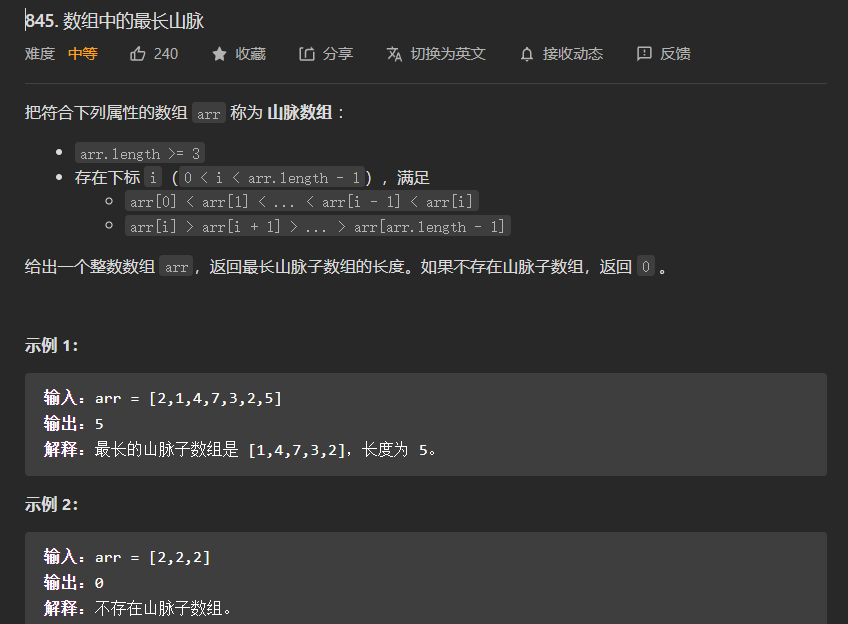 845. 数组中的最长山脉
难度 中等 240 收藏 分享 切换为英文 接收动态 反馈
把符合下列属性的数组 arr 称为 山脉数组 :
• arr.length >= 3
• 存在下标 i (0 < i < arr.length - 1), 满足
arr[0] < arr[1] < ... < arr[i - 1] < arr[i]
arr[i] > arr[i + 1] > ... > arr[arr.length - 1]
给出一个整数数组 arr,返回最长山脉子数组的长度。如果不存在山脉子数组,返回 0 。
示例 1:
输入:arr = [2,1,4,7,3,2,5]
输出:5
解释:最长的山脉子数组是 [1,4,7,3,2],长度为 5。
示例 2:
输入:arr = [2,2,2]
输出:0
解释:不存在山脉子数组。